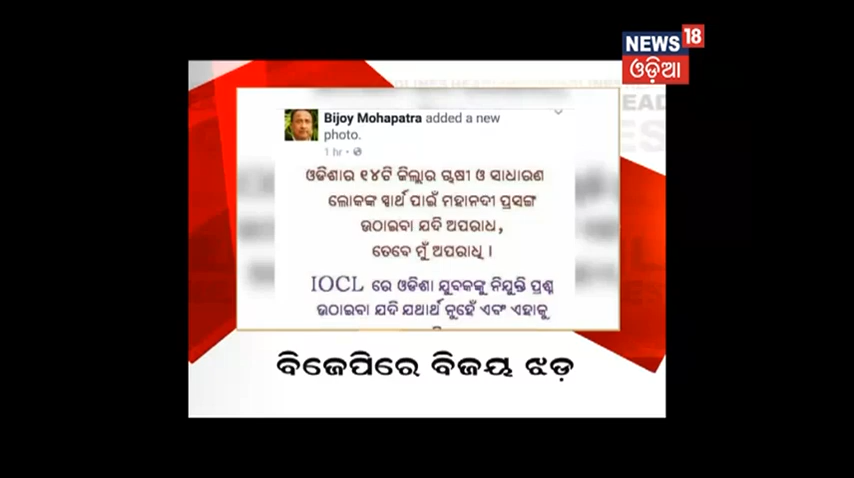 NEWS 18
ଓଡ଼ିଆ
Bijoy Mohapatra added a new
photo.
1 hr
ଓଡିଶାର ୧୪ଟି ଜିଲ୍ଲାର ଚାଷୀ ଓ ସାଧାରଣ
ଲୋକଙ୍କ ସ୍ୱାର୍ଥ ପାଇଁ ମହାନଦୀ ପ୍ରସଙ୍ଗ
ଉଠାଇବା ଯଦି ଅପରାଧ,
ତେବେ ମୁଁ ଅପରାଧି ।
IOCL ରେ ଓଡିଶା ଯୁବକଙ୍କୁ ନିଯୁକ୍ତି ପ୍ରଶ୍ନ
ଉଠାଇବା ଯଦି ଯଥାର୍ଥ ନୁହେଁ ଏବଂ ଏହାକୁ
ବିଜେପିରେ ବିଜୟ ଝଡ଼